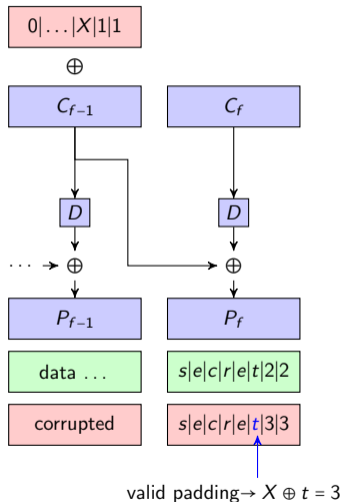 0|...|X|1|1
⊕
C_{f−1} C_f
D D
··· ⊕ ⊕
P_{f−1} P_f
data ... s|e|c|r|e|t|2|2
corrupted s|e|c|r|e|t|3|3
valid padding→ X ⊕ t = 3